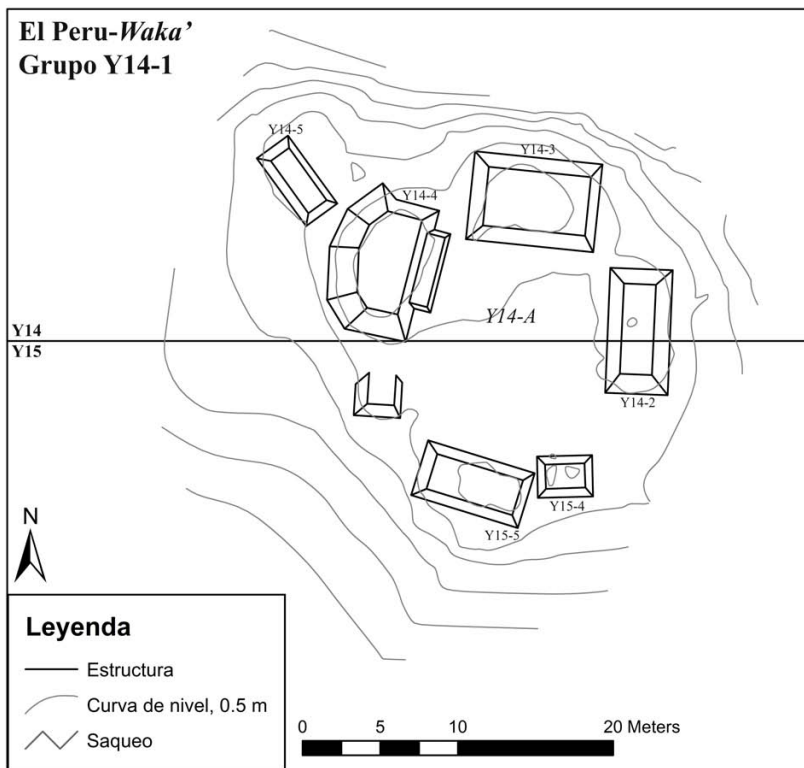 El Peru-Waka’
Grupo Y14-1
Y14-5
Y14-3
Y14-4
Y14-A
Y14
Y15
Y14-2
Y15-4
Y15-5
N
Leyenda
Estructura
Curva de nivel, 0.5 m
Saqueo
0 5 10 20 Meters